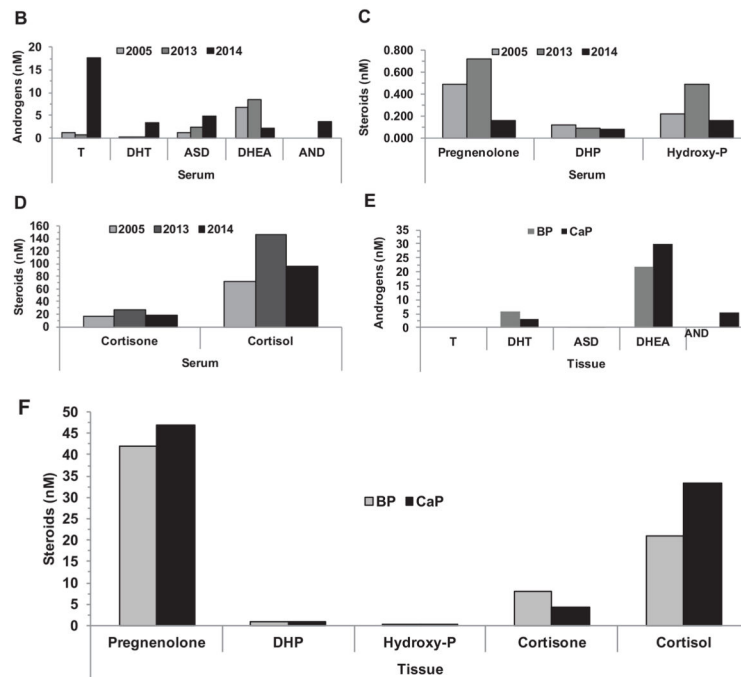 B
Androgens (nM)
2005 2013 2014
20
15
10
5
0
T DHT ASD DHEA AND
Serum
C
Steroids (nM)
2005 2013 2014
0.800
0.600
0.400
0.200
0.000
Pregnenolone DHP Hydroxy-P
Serum
D
Steroids (nM)
2005 2013 2014
160
140
120
100
80
60
40
20
0
Cortisone Cortisol
Serum
E
Androgens (nM)
BP CaP
35
30
25
20
15
10
5
0
T DHT ASD DHEA AND
Tissue
F
Steroids (nM)
BP CaP
50
45
40
35
30
25
20
15
10
5
0
Pregnenolone DHP Hydroxy-P Cortisone Cortisol
Tissue